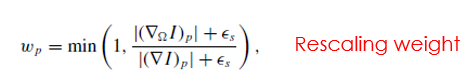 w_p = min ( 1, |(∇_Ω I)_p| + ϵ_s / |(∇I)_p| + ϵ_s ), Rescaling weight